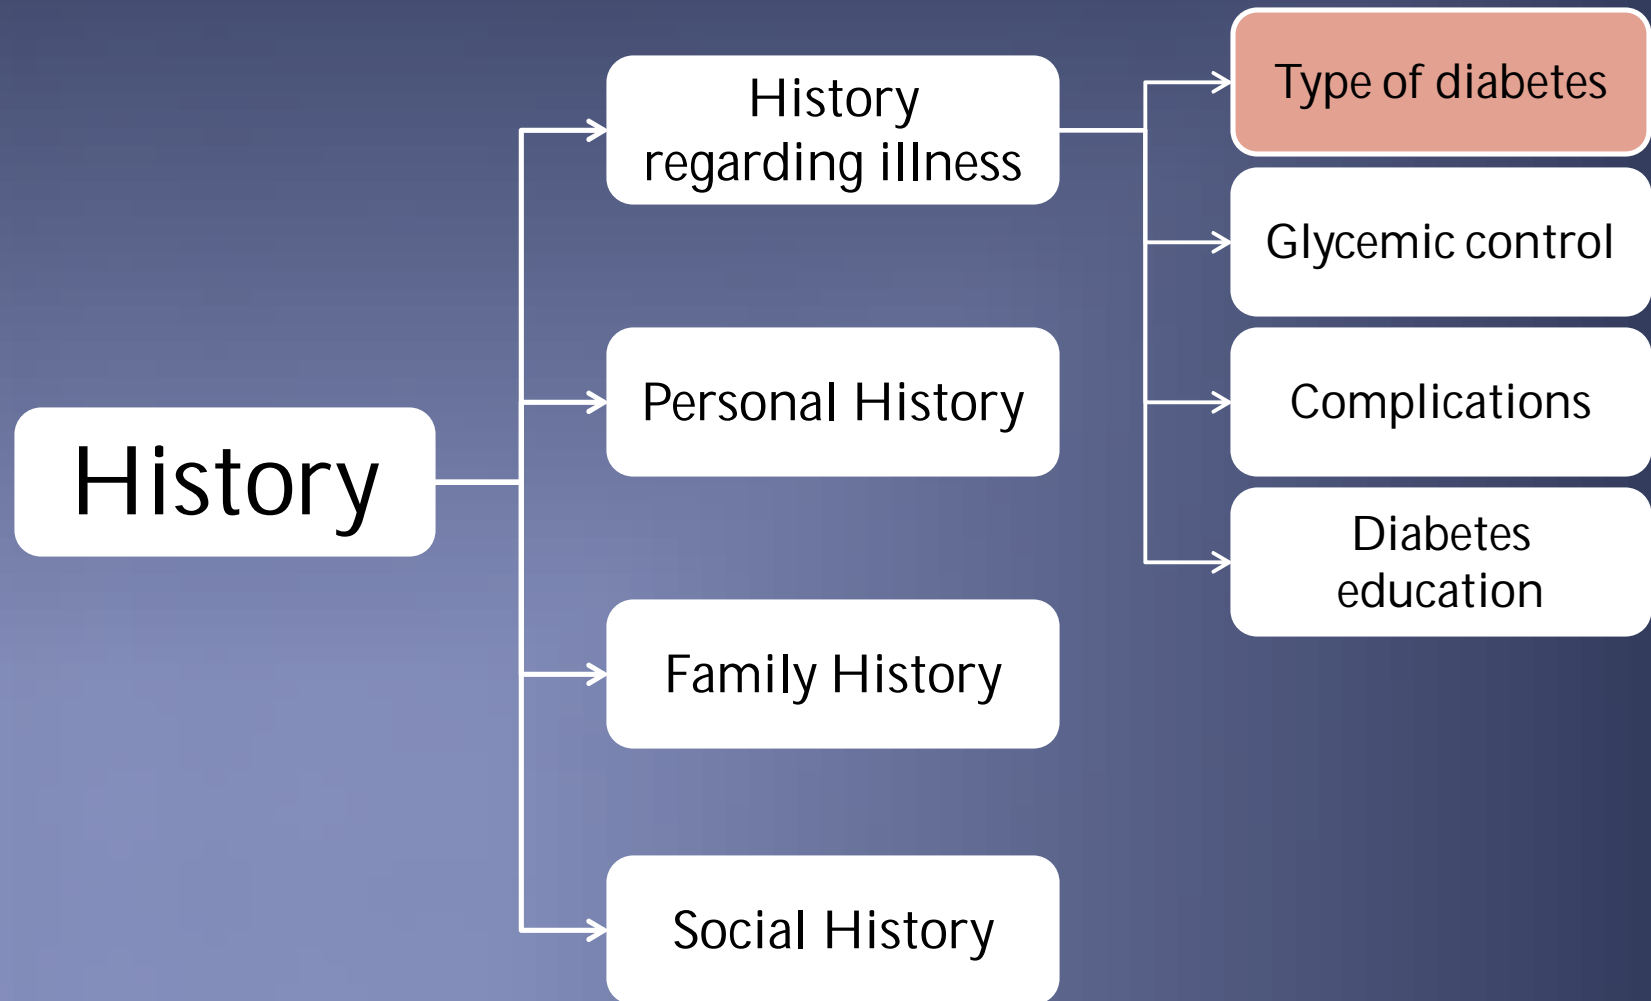 History
History
regarding illness
Type of diabetes
Glycemic control
Complications
Diabetes
education
Personal History
Family History
Social History